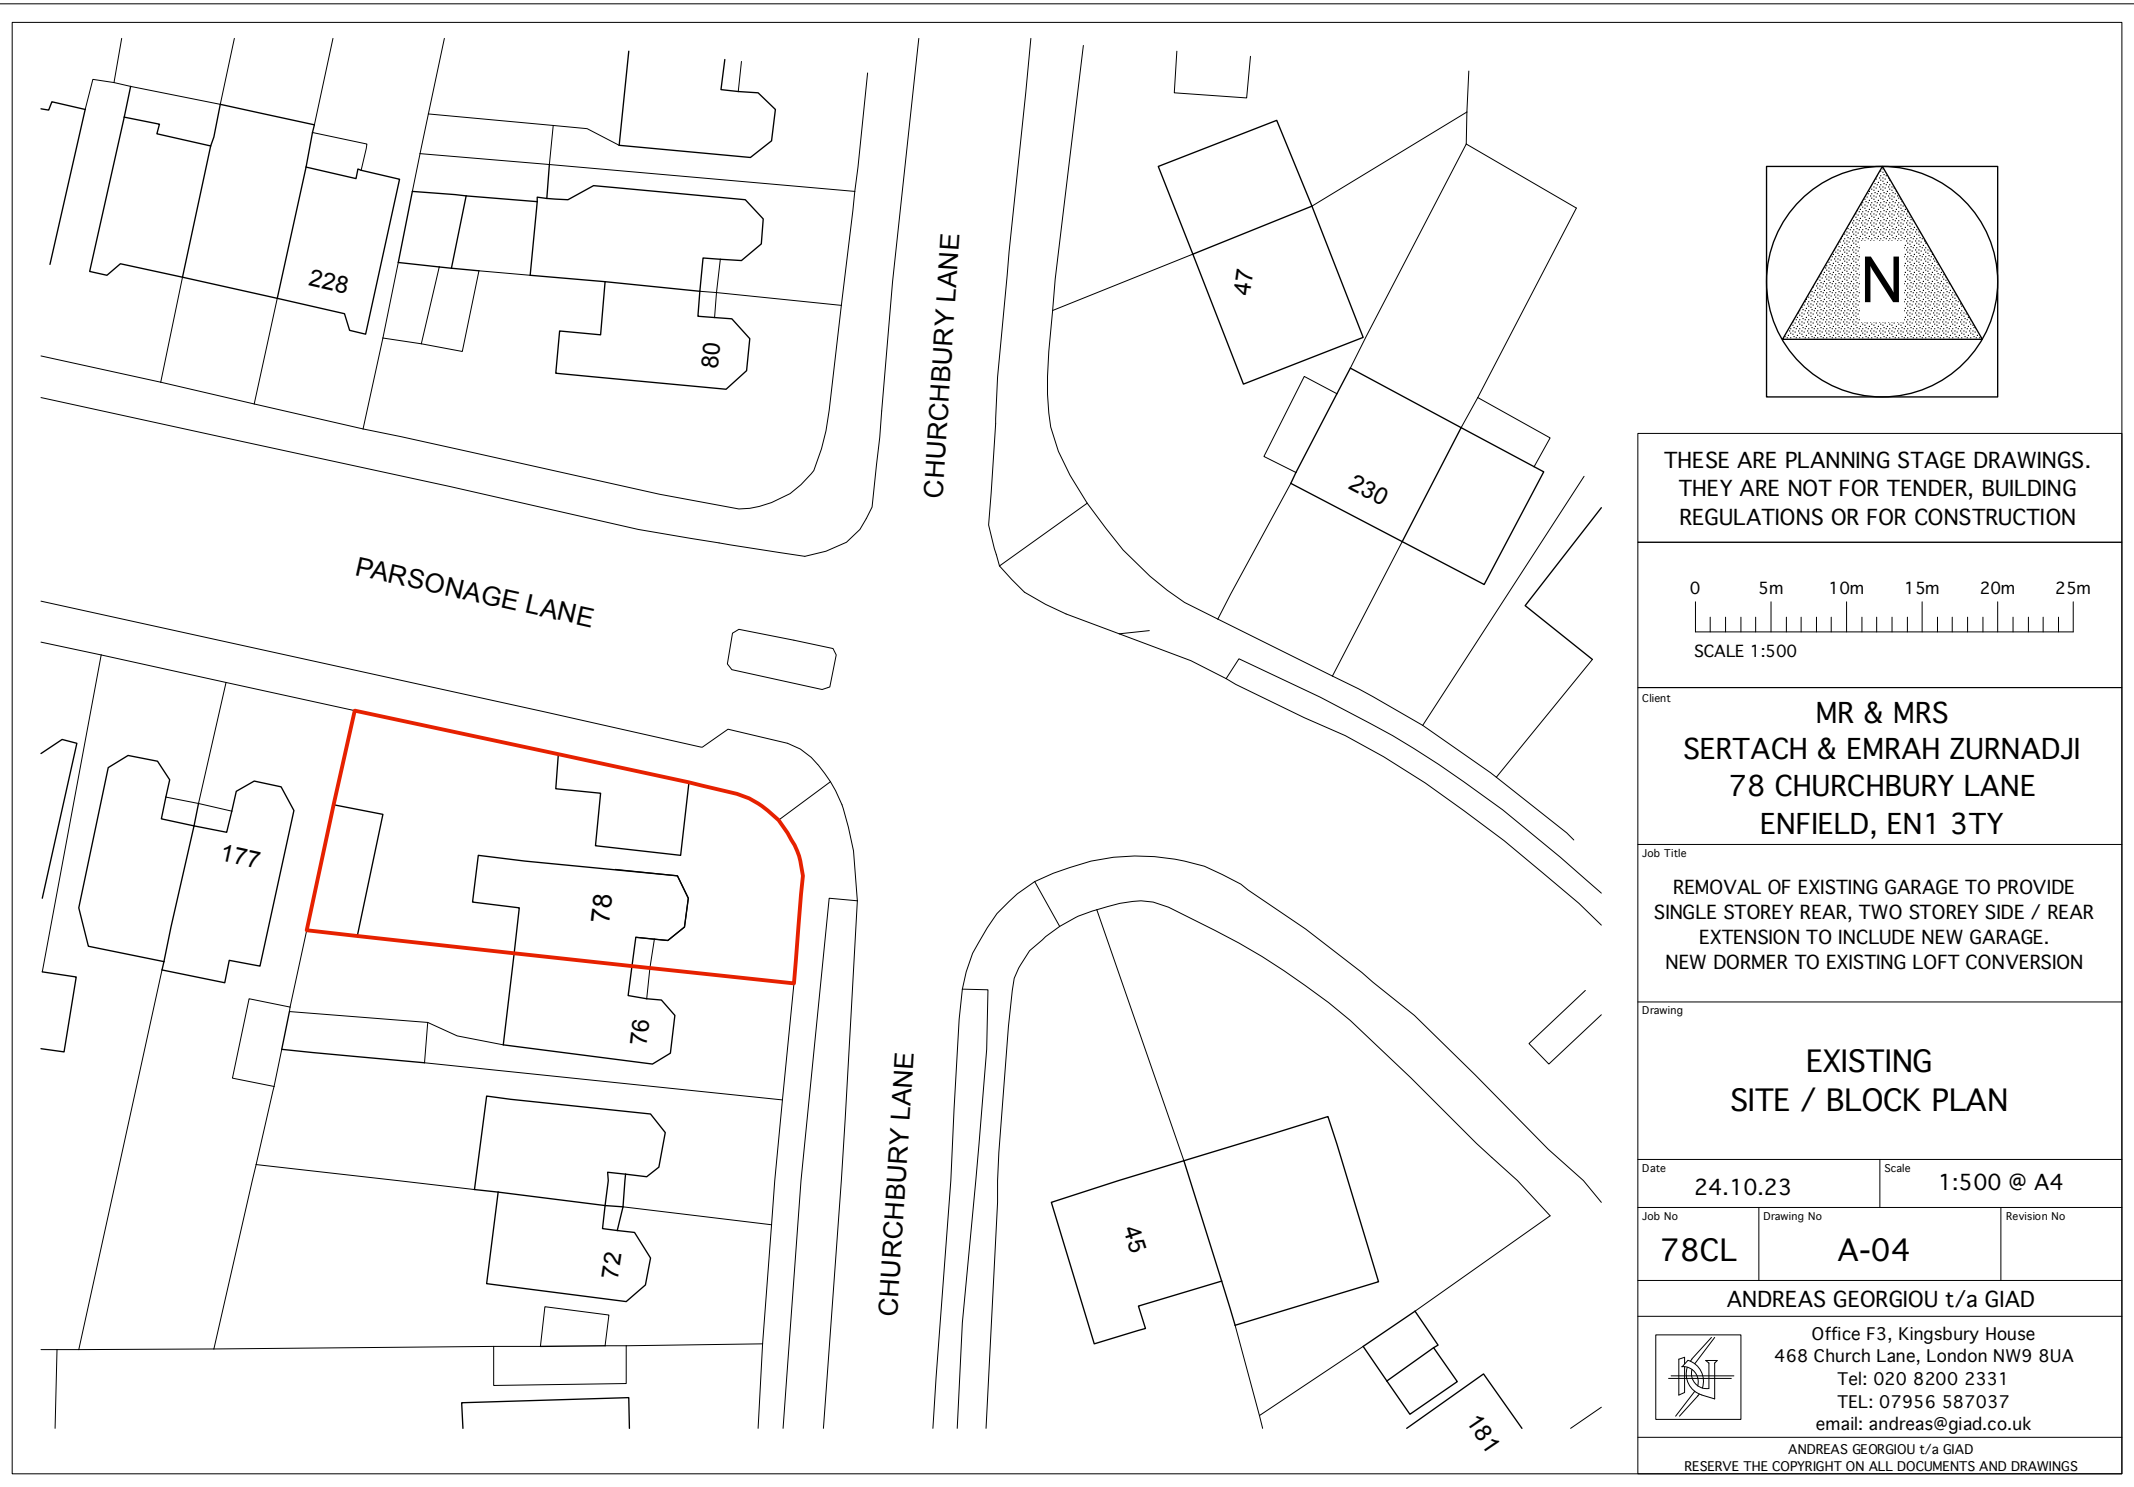 228
80
CHURCHBURY LANE
47
230
PARSONAGE LANE
177
78
76
72
CHURCHBURY LANE
45
181
N
THESE ARE PLANNING STAGE DRAWINGS.
THEY ARE NOT FOR TENDER, BUILDING
REGULATIONS OR FOR CONSTRUCTION
0 5m 10m 15m 20m 25m
SCALE 1:500
Client
MR & MRS
SERTACH & EMRAH ZURNADJI
78 CHURCHBURY LANE
ENFIELD, EN1 3TY
Job Title
REMOVAL OF EXISTING GARAGE TO PROVIDE
SINGLE STOREY REAR, TWO STOREY SIDE / REAR
EXTENSION TO INCLUDE NEW GARAGE.
NEW DORMER TO EXISTING LOFT CONVERSION
Drawing
EXISTING
SITE / BLOCK PLAN
Date 24.10.23 Scale 1:500 @ A4
Job No Drawing No Revision No
78CL A-04
ANDREAS GEORGIOU t/a GIAD
Office F3, Kingsbury House
468 Church Lane, London NW9 8UA
Tel: 020 8200 2331
TEL: 07956 587037
email: andreas@giad.co.uk
ANDREAS GEORGIOU t/a GIAD
RESERVE THE COPYRIGHT ON ALL DOCUMENTS AND DRAWINGS